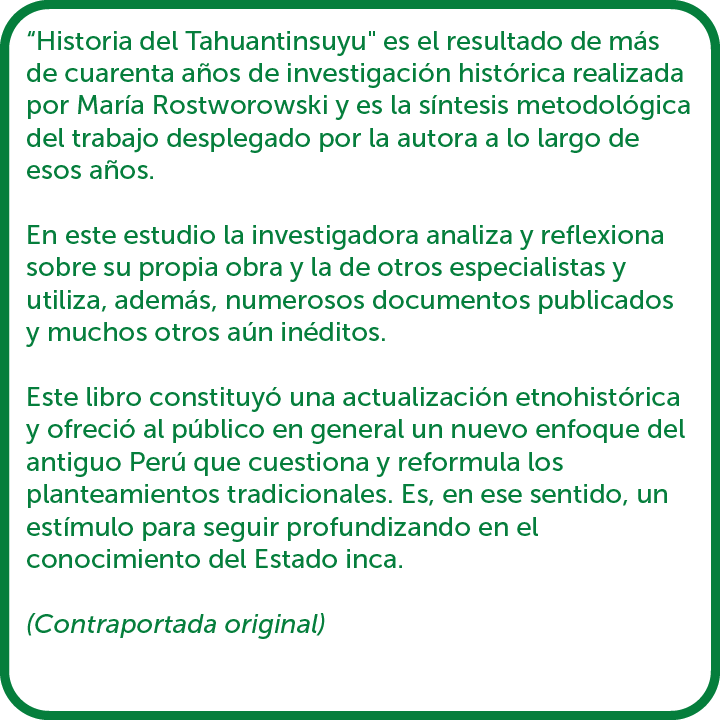 “Historia del Tahuantinsuyu" es el resultado de más
de cuarenta años de investigación histórica realizada
por María Rostworowski y es la síntesis metodológica
del trabajo desplegado por la autora a lo largo de
esos años.
En este estudio la investigadora analiza y reflexiona
sobre su propia obra y la de otros especialistas y
utiliza, además, numerosos documentos publicados
y muchos otros aún inéditos.
Este libro constituyó una actualización etnohistórica
y ofreció al público en general un nuevo enfoque del
antiguo Perú que cuestiona y reformula los
planteamientos tradicionales. Es, en ese sentido, un
estímulo para seguir profundizando en el
conocimiento del Estado inca.
(Contraportada original)